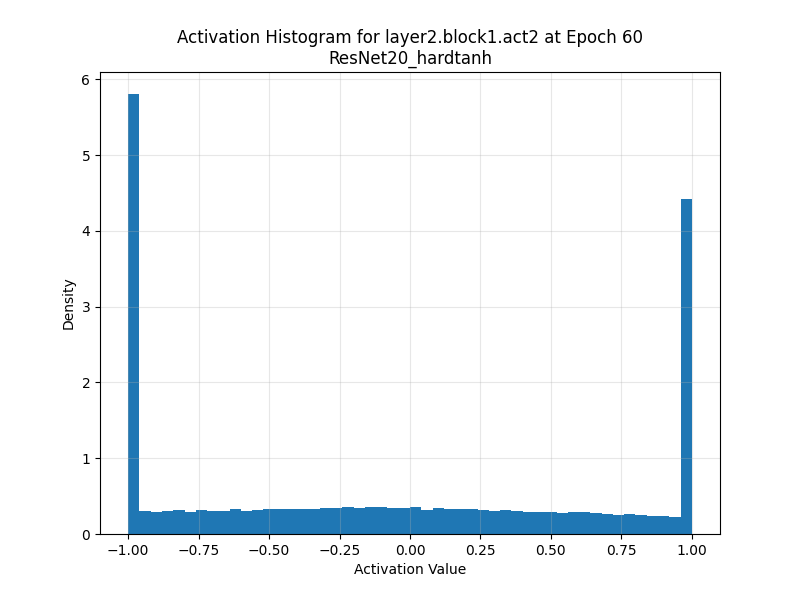 Activation Histogram for layer2.block1.act2 at Epoch 60
ResNet20_hardtanh
6
5
4
3
2
1
0
Density
−1.00 −0.75 −0.50 −0.25 0.00 0.25 0.50 0.75 1.00
Activation Value